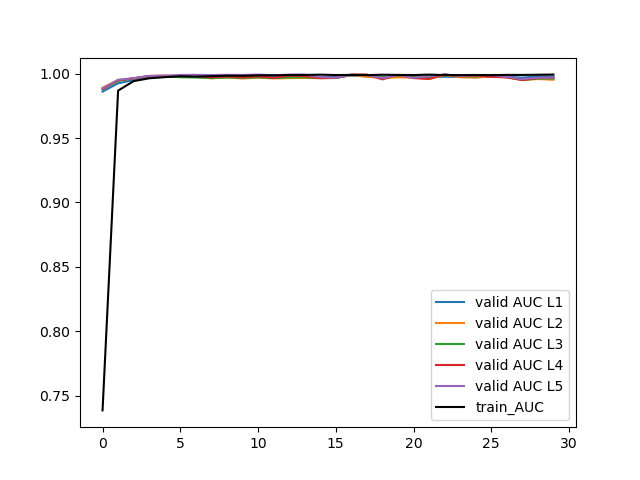 1.00
0.95
0.90
0.85
0.80
0.75
0
5
10
15
20
25
30
valid AUC L1
valid AUC L2
valid AUC L3
valid AUC L4
valid AUC L5
train_AUC